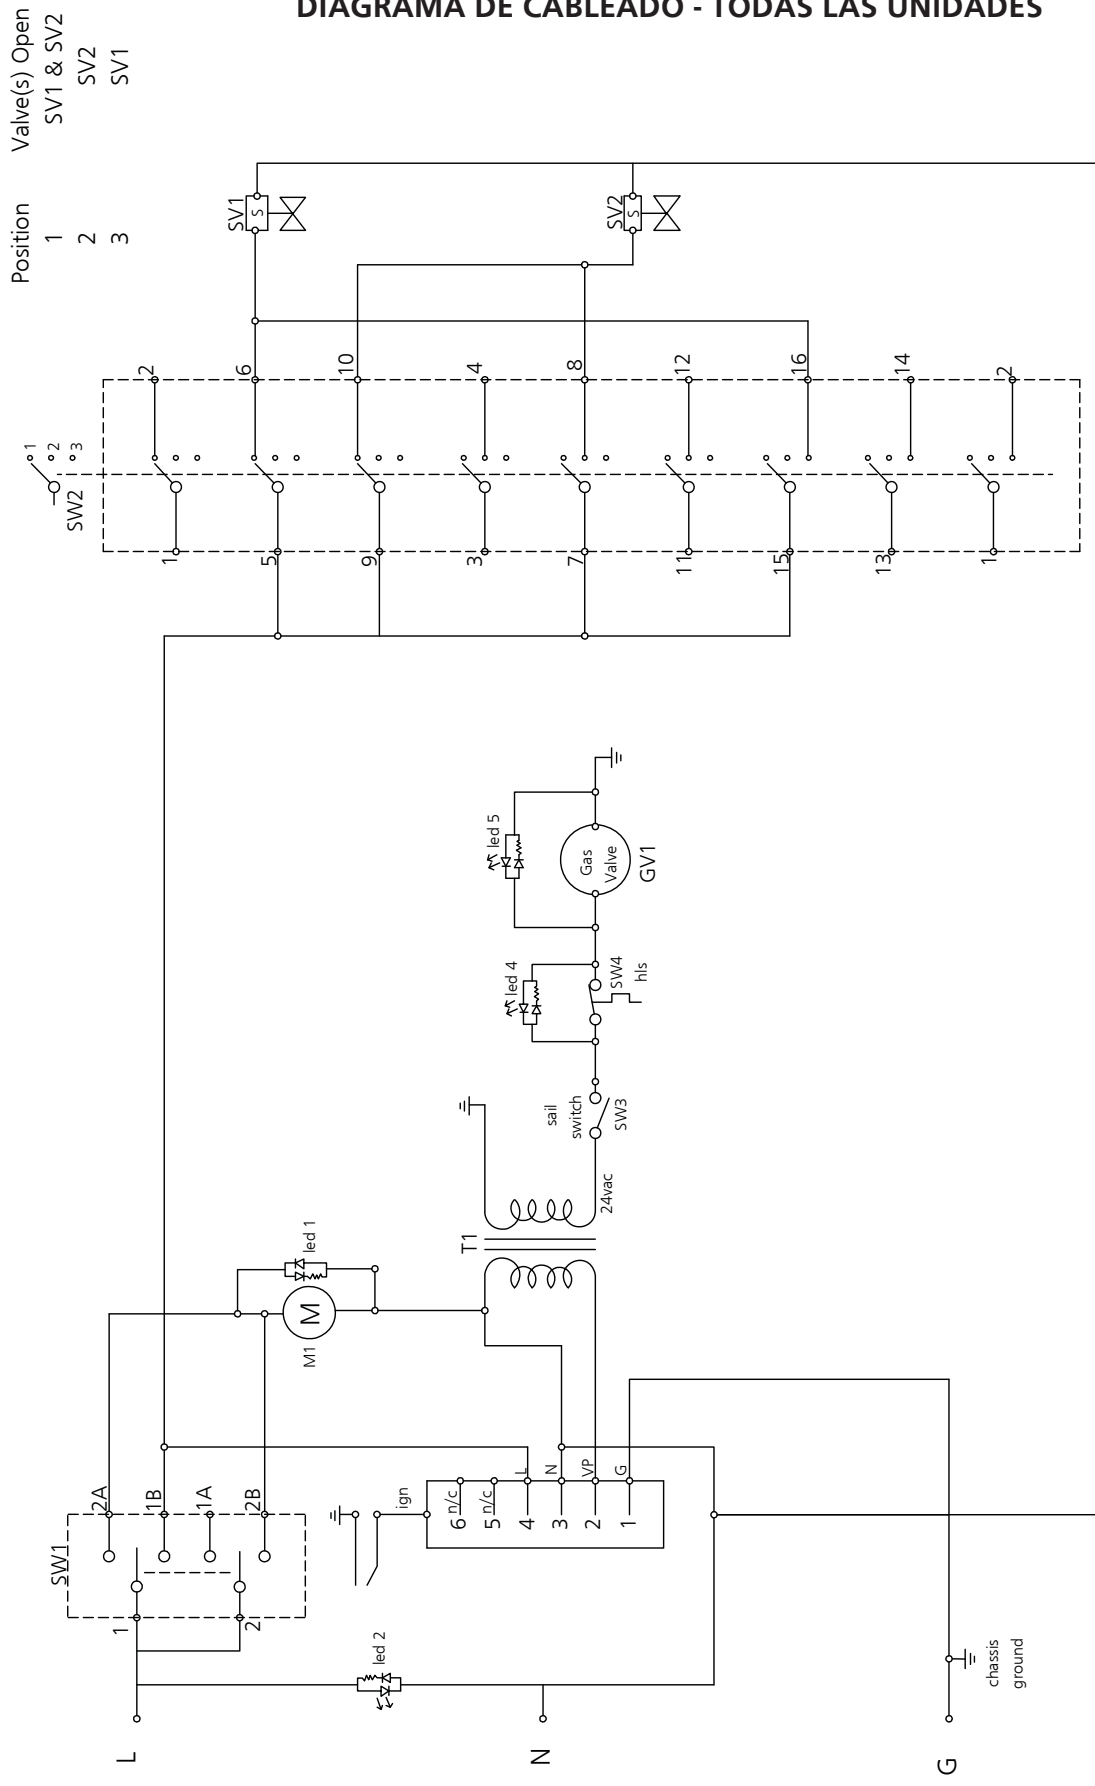 DIAGRAMA DE CABLEADO - TODAS LAS UNIDADES
Position Valve(s) Open
1 SV1 & SV2
2 SV2
3 SV1
SW2
1
2
3
2
6
10
4
8
12
16
14
2
1
5
9
3
7
11
15
13
1
SV1
S
SV2
S
SW1
1
2
2A
1B
1A
2B
M1
M
led 1
T1
24vac
sail
switch
SW3
led 4
SW4
hls
led 5
Gas
Valve
GV1
ign
6 n/c
5 n/c
4 L
3 N
2 VP
1 G
led 2
L
N
G
chassis
ground